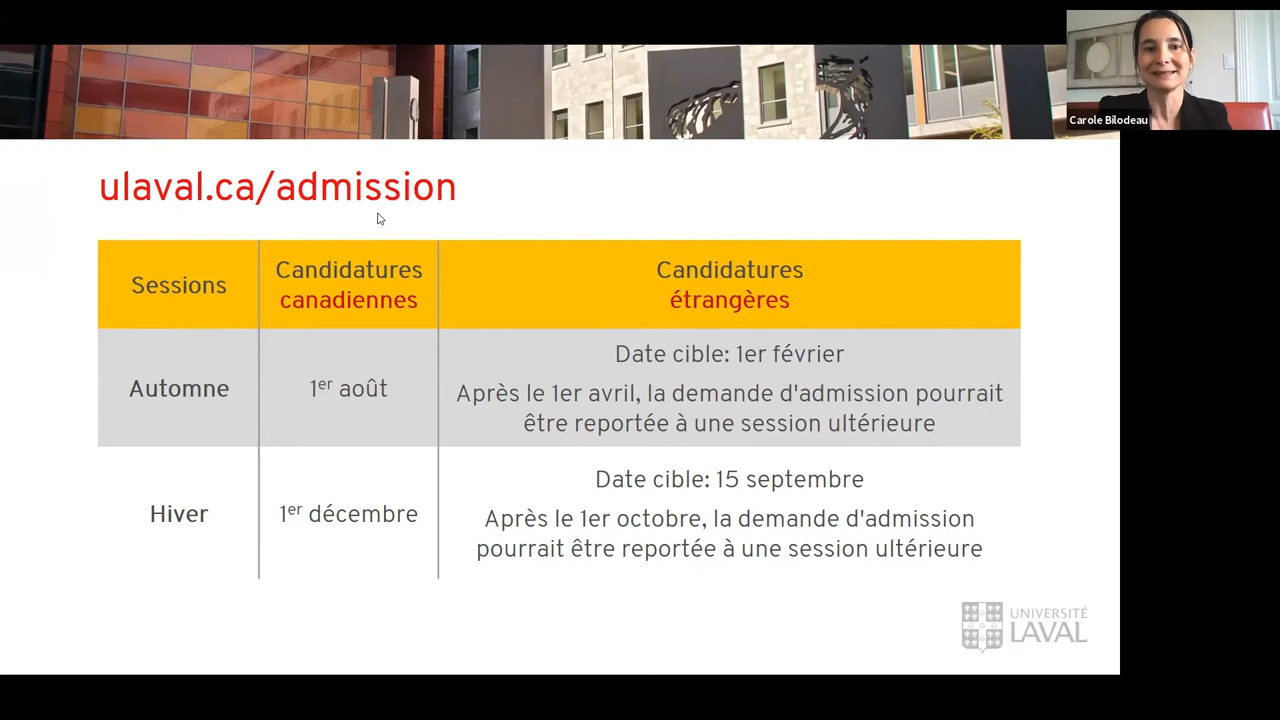 Carole Bilodeau
ulaval.ca/admission
Sessions
Candidatures
canadiennes
Candidatures
étrangères
Automne
1er août
Date cible: 1er février
Après le 1er avril, la demande d'admission pourrait
être reportée à une session ultérieure
Hiver
1er décembre
Date cible: 15 septembre
Après le 1er octobre, la demande d'admission
pourrait être reportée à une session ultérieure
UNIVERSITÉ
LAVAL